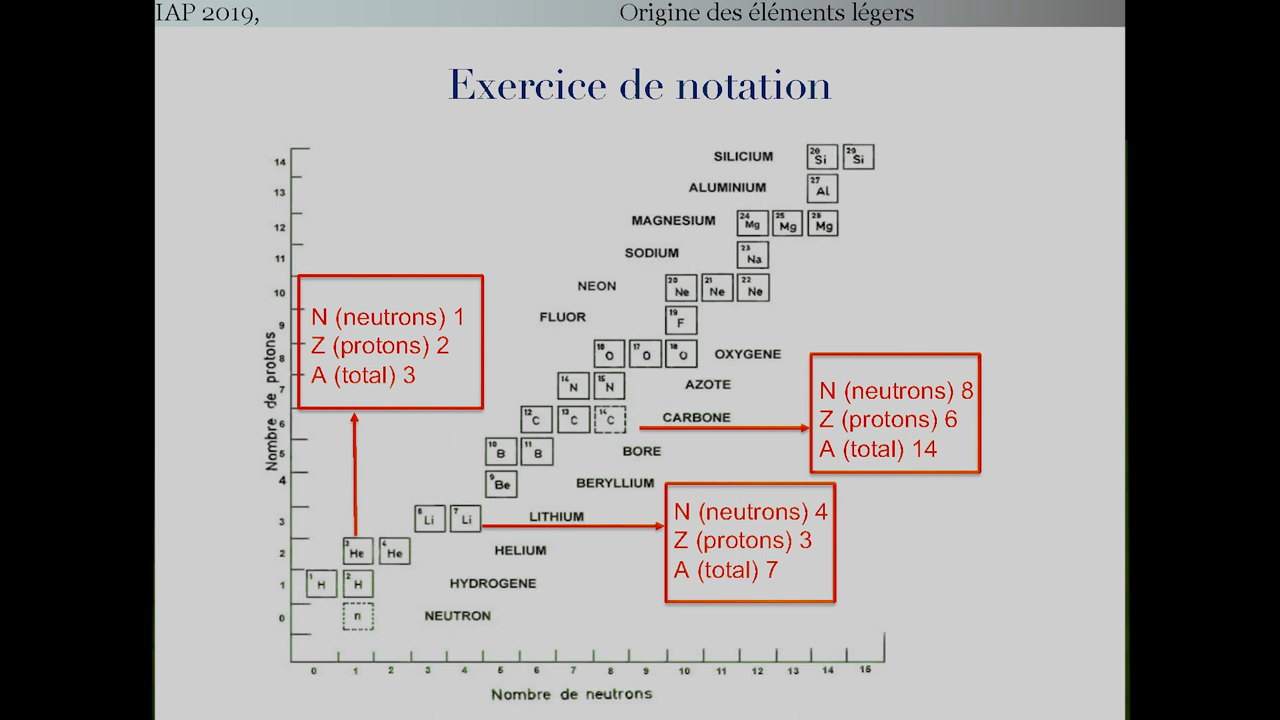 IAP 2019, Origine des éléments légers
Exercice de notation
Nombre de protons
14 SILICIUM 28 Si 29 Si
13 ALUMINIUM 27 Al
12 MAGNESIUM 24 Mg 25 Mg 26 Mg
11 SODIUM 23 Na
10 NEON 20 Ne 21 Ne 22 Ne
9 FLUOR 19 F
8 16 O 17 O 18 O OXYGENE
7 14 N 15 N AZOTE
6 12 C 13 C 14 C CARBONE
5 10 B 11 B BORE
4 9 Be BERYLLIUM
3 6 Li 7 Li LITHIUM
2 3 He 4 He HELIUM
1 1 H 2 H HYDROGENE
0 n NEUTRON
N (neutrons) 1
Z (protons) 2
A (total) 3
N (neutrons) 8
Z (protons) 6
A (total) 14
N (neutrons) 4
Z (protons) 3
A (total) 7
0 1 2 3 4 5 6 7 8 9 10 11 12 13 14 15
Nombre de neutrons